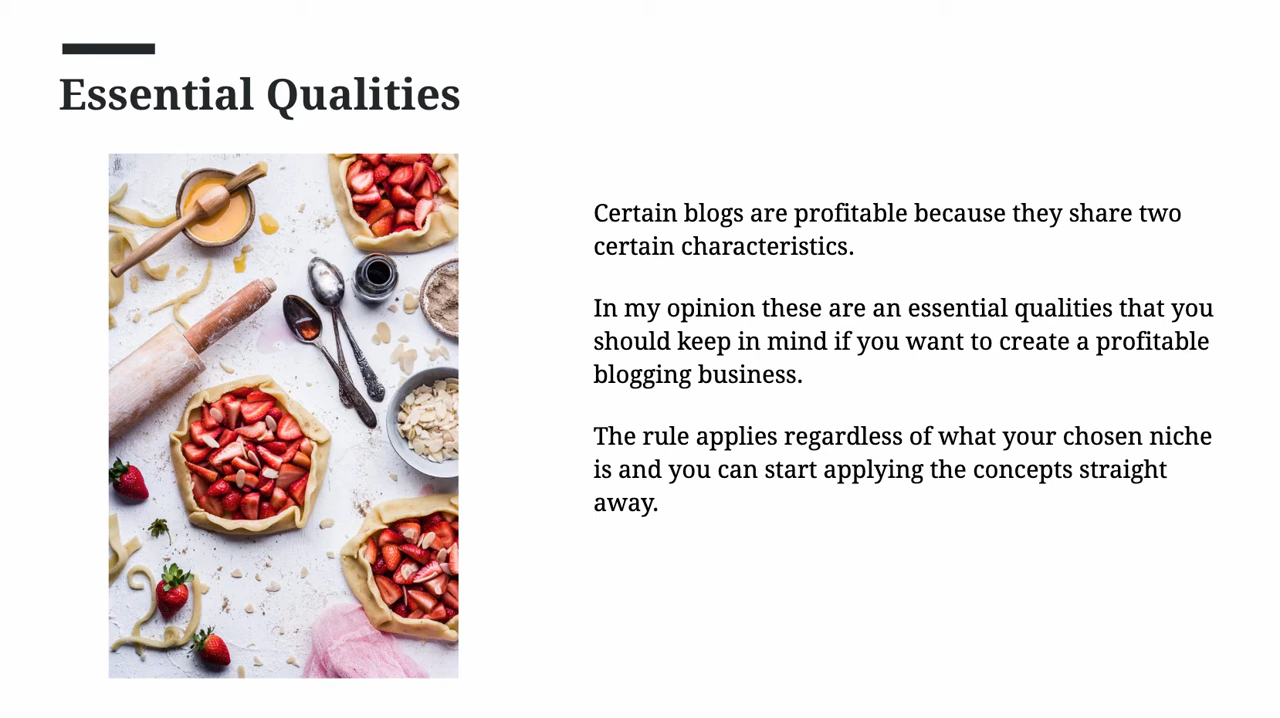 Essential Qualities
Certain blogs are profitable because they share two
certain characteristics.
In my opinion these are an essential qualities that you
should keep in mind if you want to create a profitable
blogging business.
The rule applies regardless of what your chosen niche
is and you can start applying the concepts straight
away.